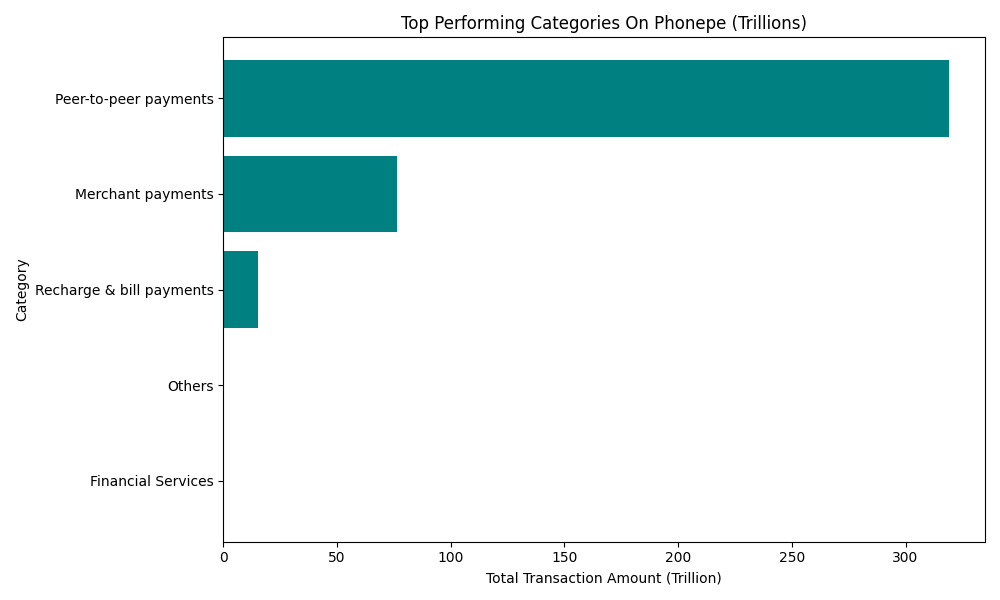 Top Performing Categories On Phonepe (Trillions)
Category
Peer-to-peer payments
Merchant payments
Recharge & bill payments
Others
Financial Services
0 50 100 150 200 250 300
Total Transaction Amount (Trillion)